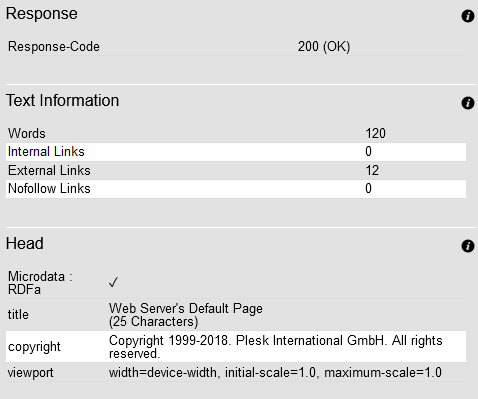 Response
Response-Code 200 (OK)
Text Information
Words 120
Internal Links 0
External Links 12
Nofollow Links 0
Head
Microdata :
RDFa ✓
title Web Server's Default Page
(25 Characters)
copyright Copyright 1999-2018. Plesk International GmbH. All rights
reserved.
viewport width=device-width, initial-scale=1.0, maximum-scale=1.0